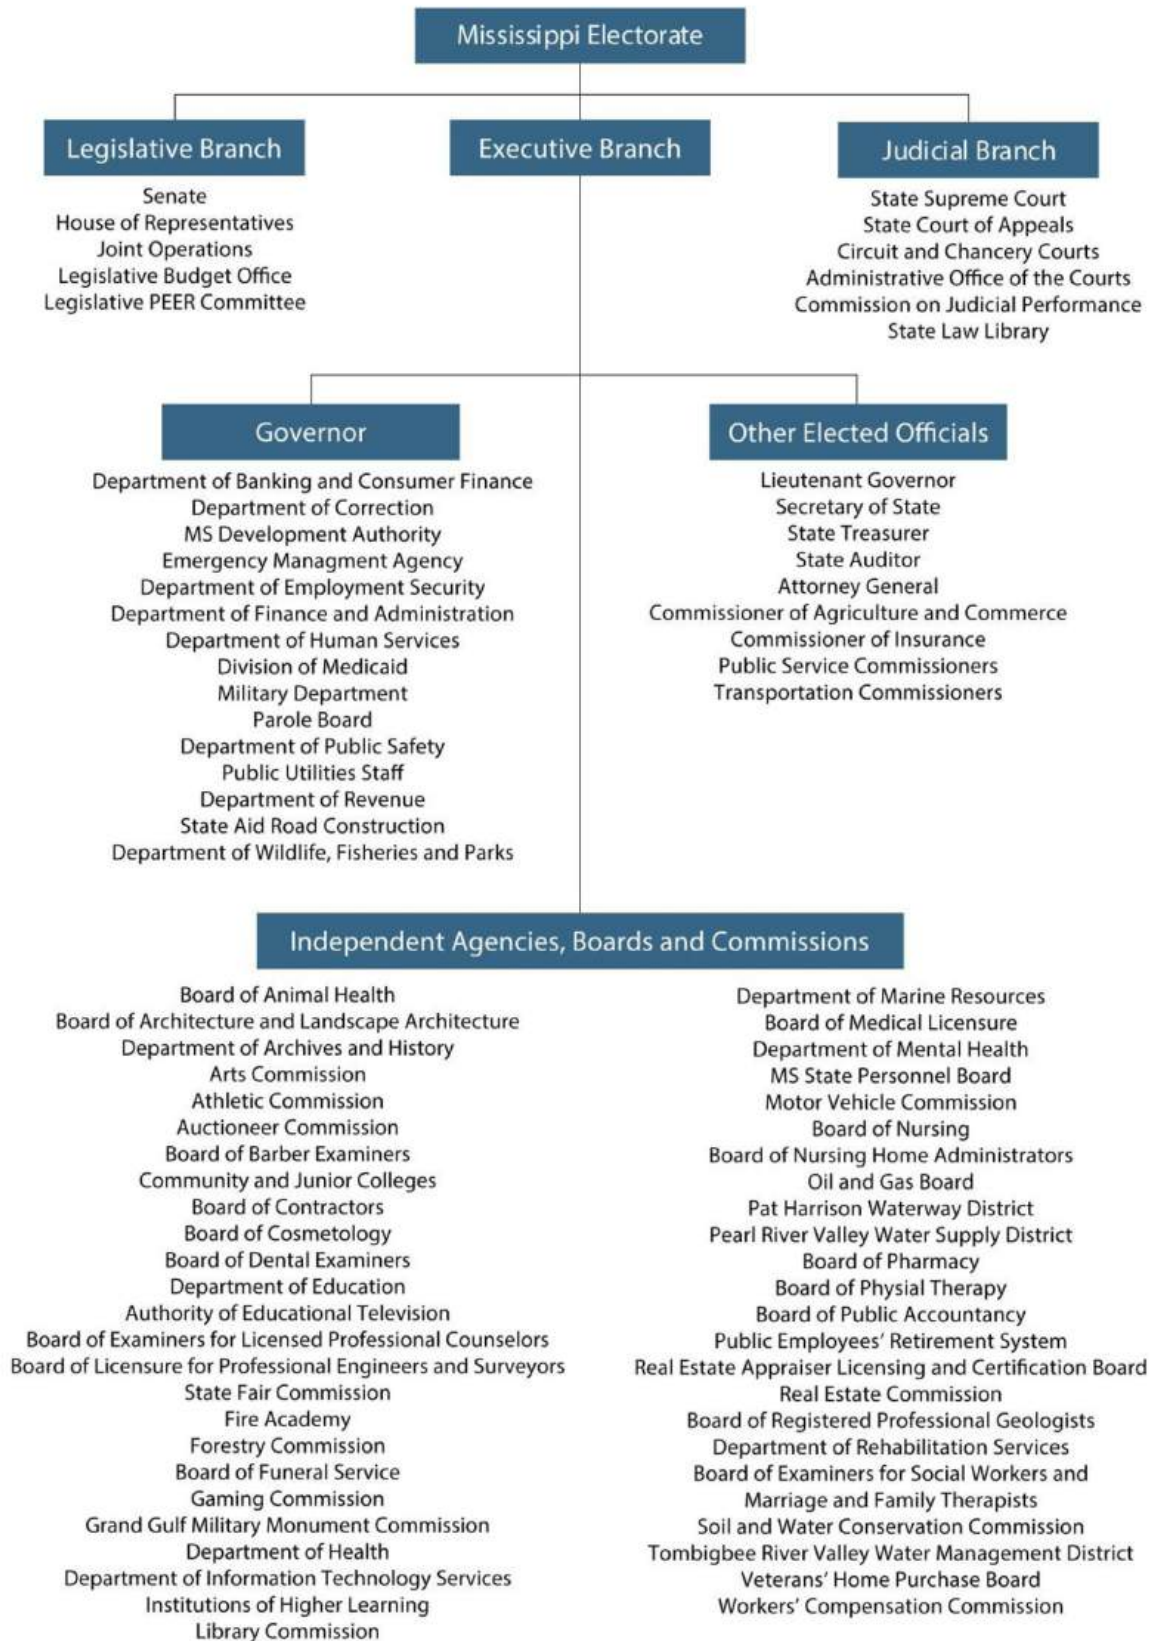 Mississippi Electorate
Legislative Branch
Senate
House of Representatives
Joint Operations
Legislative Budget Office
Legislative PEER Committee
Executive Branch
Judicial Branch
State Supreme Court
State Court of Appeals
Circuit and Chancery Courts
Administrative Office of the Courts
Commission on Judicial Performance
State Law Library
Governor
Department of Banking and Consumer Finance
Department of Correction
MS Development Authority
Emergency Managment Agency
Department of Employment Security
Department of Finance and Administration
Department of Human Services
Division of Medicaid
Military Department
Parole Board
Department of Public Safety
Public Utilities Staff
Department of Revenue
State Aid Road Construction
Department of Wildlife, Fisheries and Parks
Other Elected Officials
Lieutenant Governor
Secretary of State
State Treasurer
State Auditor
Attorney General
Commissioner of Agriculture and Commerce
Commissioner of Insurance
Public Service Commissioners
Transportation Commissioners
Independent Agencies, Boards and Commissions
Board of Animal Health
Board of Architecture and Landscape Architecture
Department of Archives and History
Arts Commission
Athletic Commission
Auctioneer Commission
Board of Barber Examiners
Community and Junior Colleges
Board of Contractors
Board of Cosmetology
Board of Dental Examiners
Department of Education
Authority of Educational Television
Board of Examiners for Licensed Professional Counselors
Board of Licensure for Professional Engineers and Surveyors
State Fair Commission
Fire Academy
Forestry Commission
Board of Funeral Service
Gaming Commission
Grand Gulf Military Monument Commission
Department of Health
Department of Information Technology Services
Institutions of Higher Learning
Library Commission
Department of Marine Resources
Board of Medical Licensure
Department of Mental Health
MS State Personnel Board
Motor Vehicle Commission
Board of Nursing
Board of Nursing Home Administrators
Oil and Gas Board
Pat Harrison Waterway District
Pearl River Valley Water Supply District
Board of Pharmacy
Board of Physial Therapy
Board of Public Accountancy
Public Employees' Retirement System
Real Estate Appraiser Licensing and Certification Board
Real Estate Commission
Board of Registered Professional Geologists
Department of Rehabilitation Services
Board of Examiners for Social Workers and
Marriage and Family Therapists
Soil and Water Conservation Commission
Tombigbee River Valley Water Management District
Veterans' Home Purchase Board
Workers' Compensation Commission